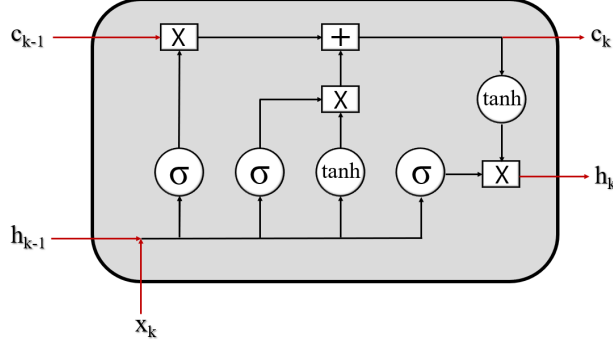 c_{k-1} X + c_k
tanh
X
σ σ tanh σ X h_k
h_{k-1}
x_k